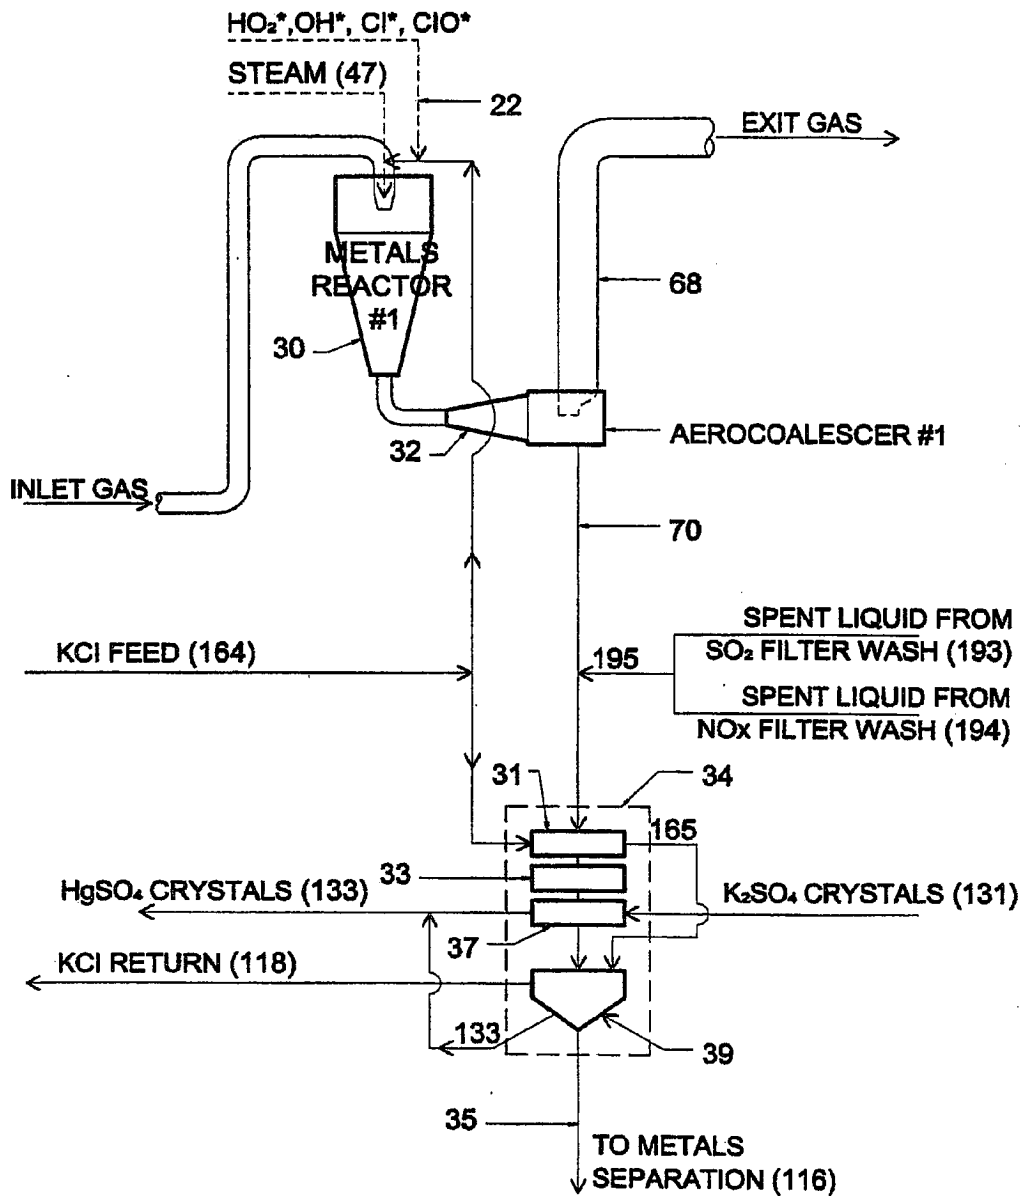 HO₂*,OH*, Cl*, ClO*
STEAM (47)
22
EXIT GAS
METALS
REACTOR
#1
68
30
32
AEROCOALESCER #1
INLET GAS
70
SPENT LIQUID FROM
SO₂ FILTER WASH (193)
KCl FEED (164)
195
SPENT LIQUID FROM
NOx FILTER WASH (194)
31
34
165
33
HgSO₄ CRYSTALS (133)
K₂SO₄ CRYSTALS (131)
37
KCl RETURN (118)
133
39
35
TO METALS
SEPARATION (116)